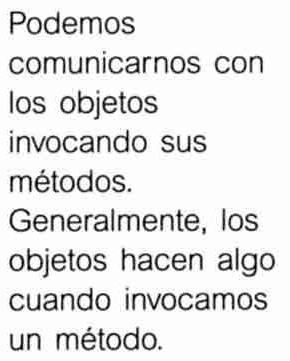 Podemos
comunicarnos con
los objetos
invocando sus
métodos.
Generalmente, los
objetos hacen algo
cuando invocamos
un método.